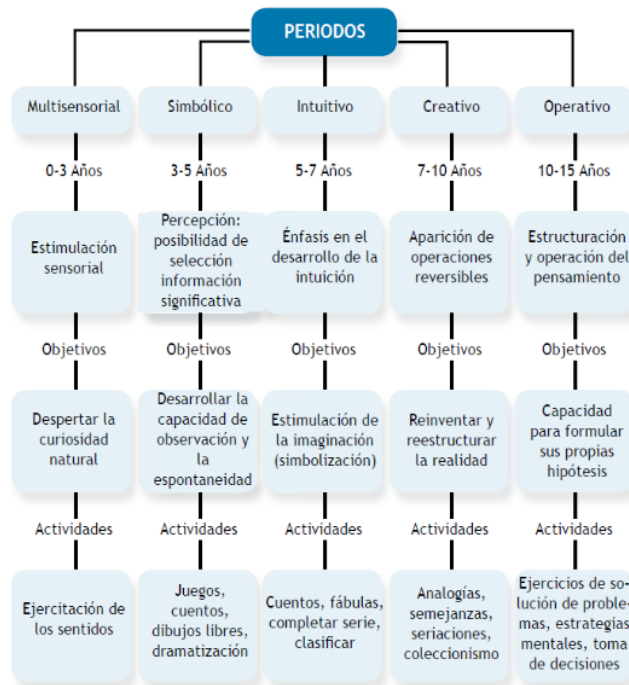 PERIODOS
Multisensorial
Simbólico
Intuitivo
Creativo
Operativo
0-3 Años
3-5 Años
5-7 Años
7-10 Años
10-15 Años
Estimulación
sensorial
Percepción:
posibilidad de
selección
información
significativa
Énfasis en el
desarrollo de la
intuición
Aparición de
operaciones
reversibles
Estructuración
y operación del
pensamiento
Objetivos
Objetivos
Objetivos
Objetivos
Objetivos
Despertar la
curiosidad
natural
Desarrollar la
capacidad de
observación y
la
espontaneidad
Estimulación de
la imaginación
(simbolización)
Reinventar y
reestructurar
la realidad
Capacidad
para formular
sus propias
hipótesis
Actividades
Actividades
Actividades
Actividades
Actividades
Ejercitación de
los sentidos
Juegos,
cuentos,
dibujos libres,
dramatización
Cuentos, fábulas,
completar serie,
clasificar
Analogías,
semejanzas,
seriaciones,
coleccionismo
Ejercicios de so-
lución de proble-
mas, estrategias
mentales, toma
de decisiones